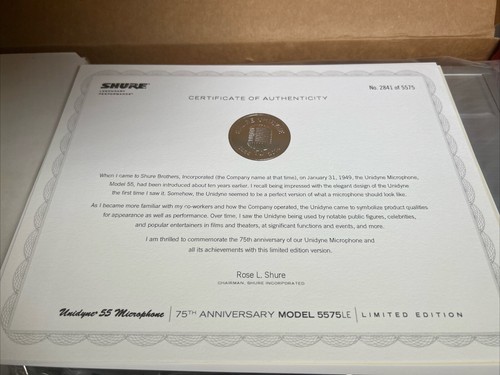 SHURE
LEGENDARY
PERFORMANCE™
No. 2841 of 5575
CERTIFICATE OF AUTHENTICITY
When I came to Shure Brothers, Incorporated (the Company name at that time), on January 31, 1949, the Unidyne Microphone,
Model 55, had been introduced about ten years earlier. I recall being impressed with the elegant design of the Unidyne
the first time I saw it. Somehow, the Unidyne seemed to be a perfect version of what a microphone should look like.
As I became more familiar with my co-workers and how the Company operated, the Unidyne came to symbolize product qualities
for appearance as well as performance. Over time, I saw the Unidyne being used by notable public figures, celebrities,
and popular entertainers in films and theaters, at significant functions and events, and more.
I am thrilled to commemorate the 75th anniversary of our Unidyne Microphone and
all its achievements with this limited edition version.
Rose L. Shure
CHAIRMAN, SHURE INCORPORATED
Unidyne® 55 Microphone | 75TH ANNIVERSARY MODEL 5575LE | LIMITED EDITION